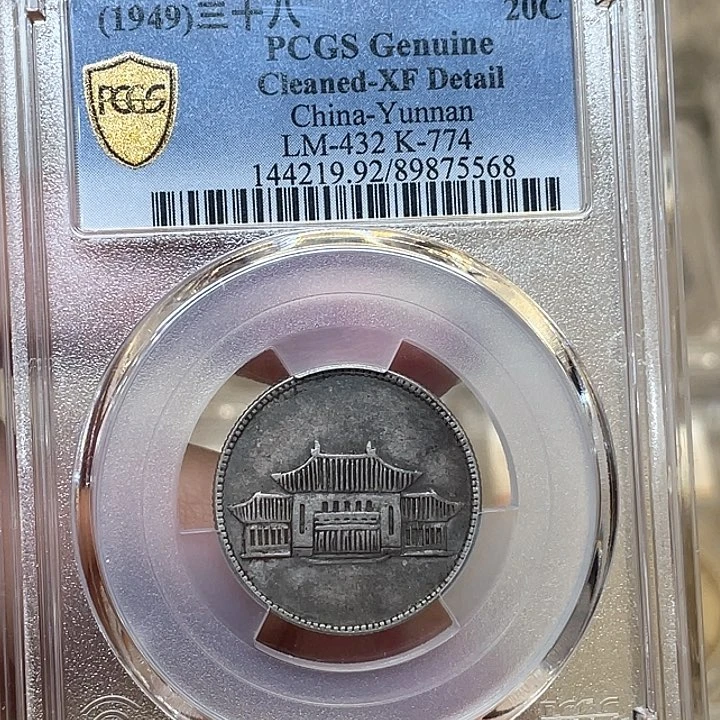 (1949)三十八 20C
PCGS Genuine
Cleaned-XF Detail
China-Yunnan
LM-432 K-774
144219.92/89875568
PCGS
PCGS